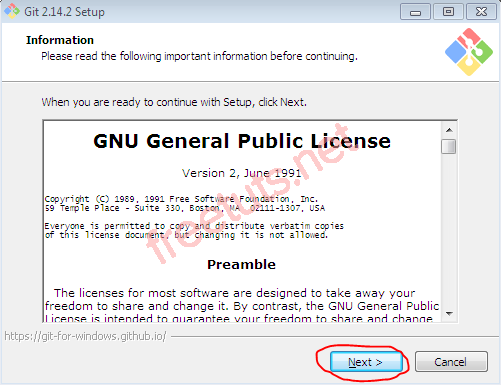 Git 2.14.2 Setup
Information
Please read the following important information before continuing.
When you are ready to continue with Setup, click Next.
GNU General Public License
Version 2, June 1991
Copyright (C) 1989, 1991 Free Software Foundation, Inc.
59 Temple Place - Suite 330, Boston, MA  02111-1307, USA
Everyone is permitted to copy and distribute verbatim copies
of this license document, but changing it is not allowed.
freetuts.net
Preamble
The licenses for most software are designed to take away your
freedom to share and change it. By contrast, the GNU General Public
License is intended to guarantee your freedom to share and change
https://git-for-windows.github.io/
Next >
Cancel